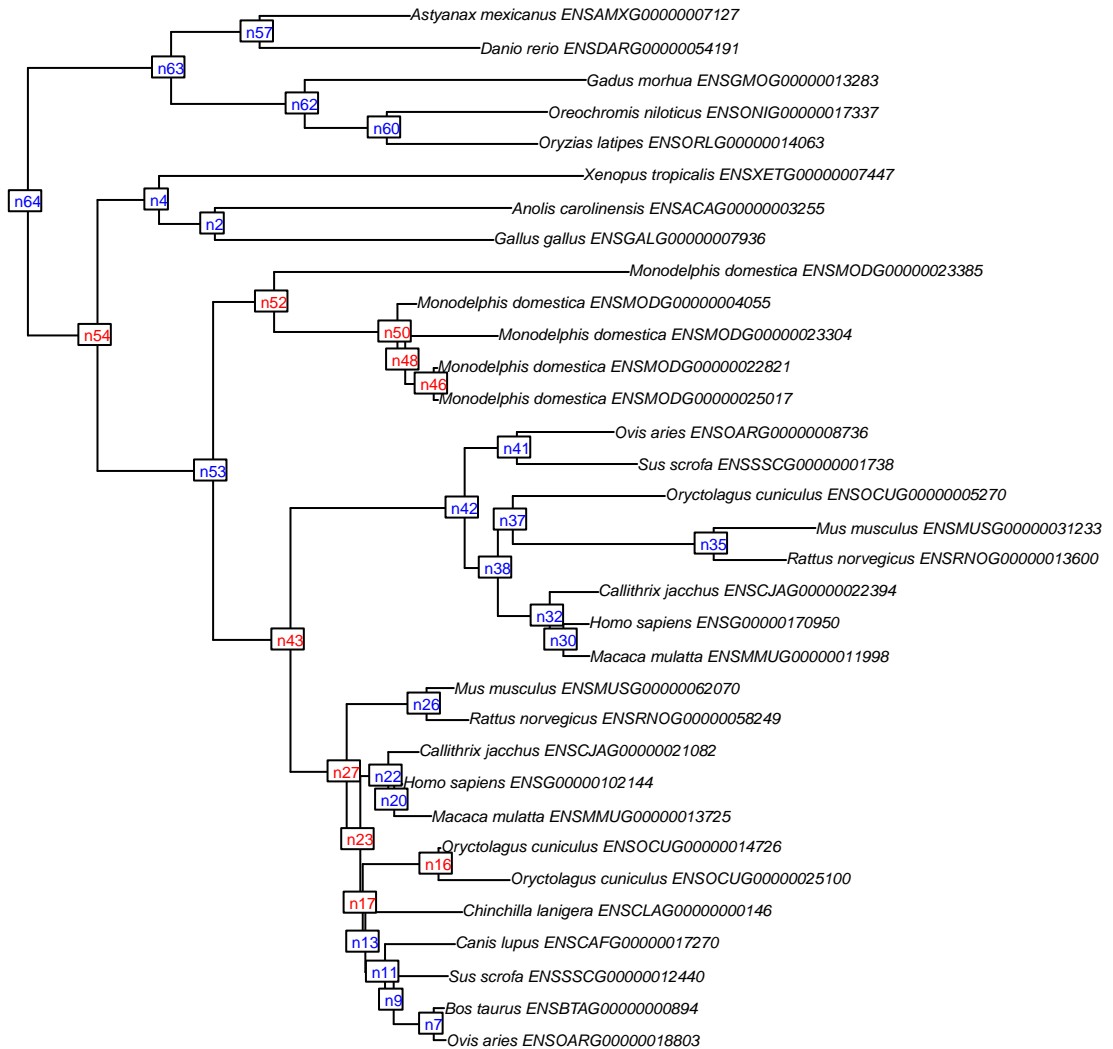 Astyanax mexicanus ENSAMXG00000007127
n57
Danio rerio ENSDARG00000054191
n63
Gadus morhua ENSGMOG00000013283
n62
Oreochromis niloticus ENSONIG00000017337
n60
Oryzias latipes ENSORLG00000014063
Xenopus tropicalis ENSXETG00000007447
n64
n4
Anolis carolinensis ENSACAG00000003255
n2
Gallus gallus ENSGALG00000007936
Monodelphis domestica ENSMODG00000023385
n52
Monodelphis domestica ENSMODG00000004055
n54
n50
Monodelphis domestica ENSMODG00000023304
n48
Monodelphis domestica ENSMODG00000022821
n46
Monodelphis domestica ENSMODG00000025017
Ovis aries ENSOARG00000008736
n41
Sus scrofa ENSSSCG00000001738
n53
Oryctolagus cuniculus ENSOCUG00000005270
n42
n37
Mus musculus ENSMUSG00000031233
n35
Rattus norvegicus ENSRNOG00000013600
n38
Callithrix jacchus ENSCJAG00000022394
n32
Homo sapiens ENSG00000170950
n43
n30
Macaca mulatta ENSMMUG00000011998
Mus musculus ENSMUSG00000062070
n26
Rattus norvegicus ENSRNOG00000058249
Callithrix jacchus ENSCJAG00000021082
n27
n22
Homo sapiens ENSG00000102144
n20
Macaca mulatta ENSMMUG00000013725
n23
Oryctolagus cuniculus ENSOCUG00000014726
n16
Oryctolagus cuniculus ENSOCUG00000025100
n17
Chinchilla lanigera ENSCLAG00000000146
n13
Canis lupus ENSCAFG00000017270
n11
Sus scrofa ENSSSCG00000012440
n9
Bos taurus ENSBTAG00000000894
n7
Ovis aries ENSOARG00000018803